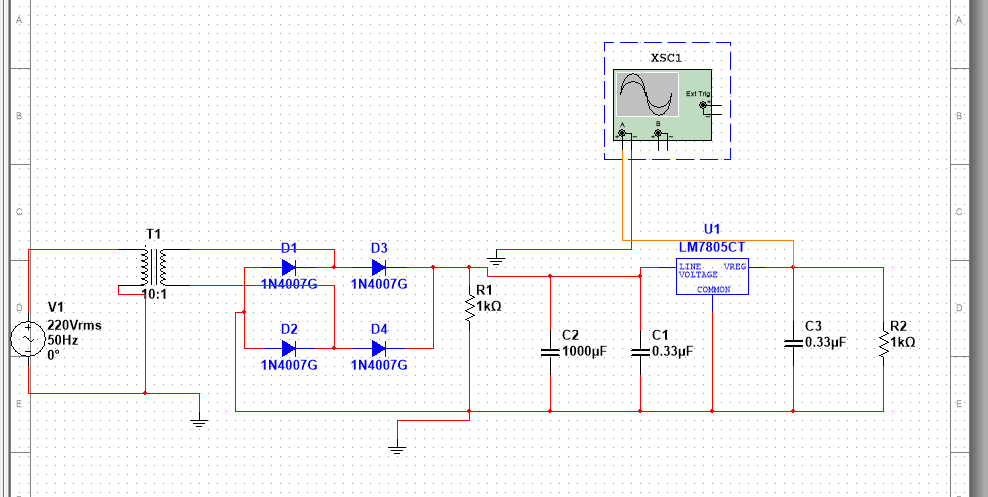 A
A
XSC1
Ext Trig
+
-
B
B
A
B
+
-
+
-
C
C
T1
U1
LM7805CT
D1
D3
LINE
VOLTAGE
VREG
COMMON
1N4007G
1N4007G
10:1
R1
1kΩ
D
D
V1
220Vrms
50Hz
0°
D2
D4
1N4007G
1N4007G
C2
1000µF
C1
0.33µF
C3
0.33µF
R2
1kΩ
E
E